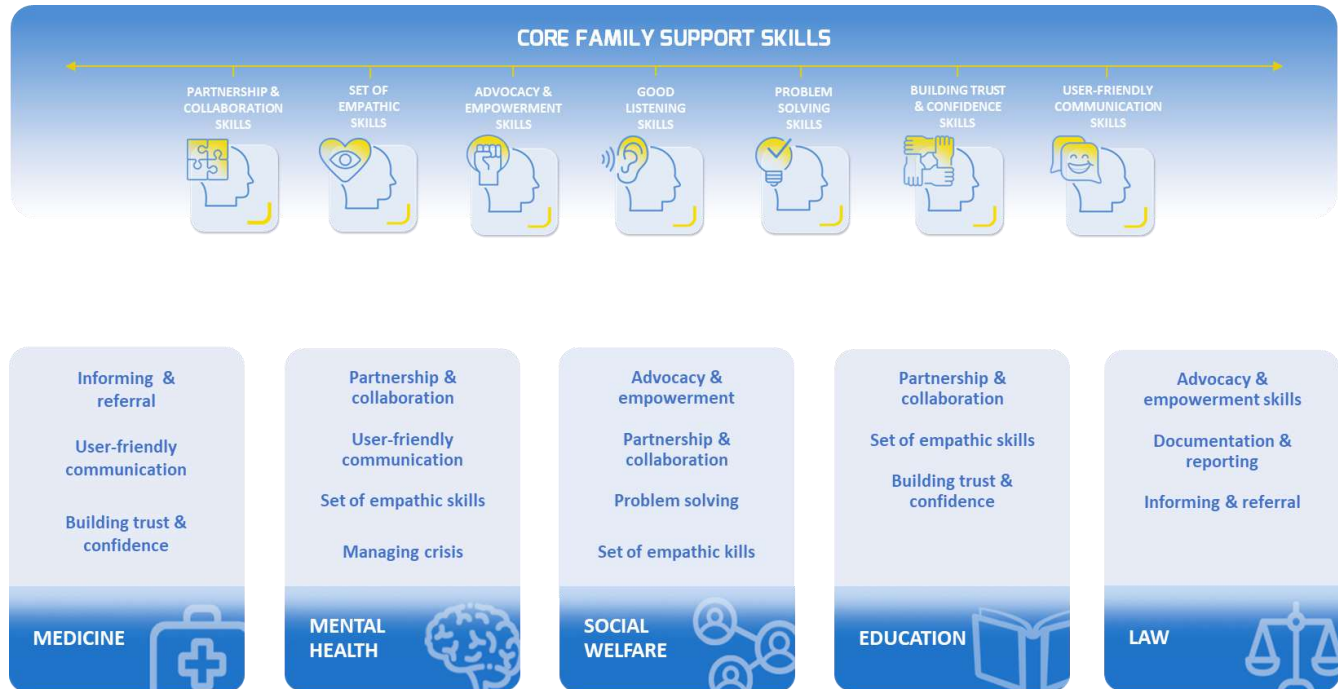 CORE FAMILY SUPPORT SKILLS
PARTNERSHIP &
COLLABORATION
SKILLS
SET OF
EMPATHIC
SKILLS
ADVOCACY &
EMPOWERMENT
SKILLS
GOOD
LISTENING
SKILLS
PROBLEM
SOLVING
SKILLS
BUILDING TRUST
& CONFIDENCE
SKILLS
USER-FRIENDLY
COMMUNICATION
SKILLS
Informing &
referral
User-friendly
communication
Building trust &
confidence
MEDICINE
Partnership &
collaboration
User-friendly
communication
Set of empathic skills
Managing crisis
MENTAL
HEALTH
Advocacy &
empowerment
Partnership &
collaboration
Problem solving
Set of empathic kills
SOCIAL
WELFARE
Partnership &
collaboration
Set of empathic skills
Building trust &
confidence
EDUCATION
Advocacy &
empowerment skills
Documentation &
reporting
Informing & referral
LAW